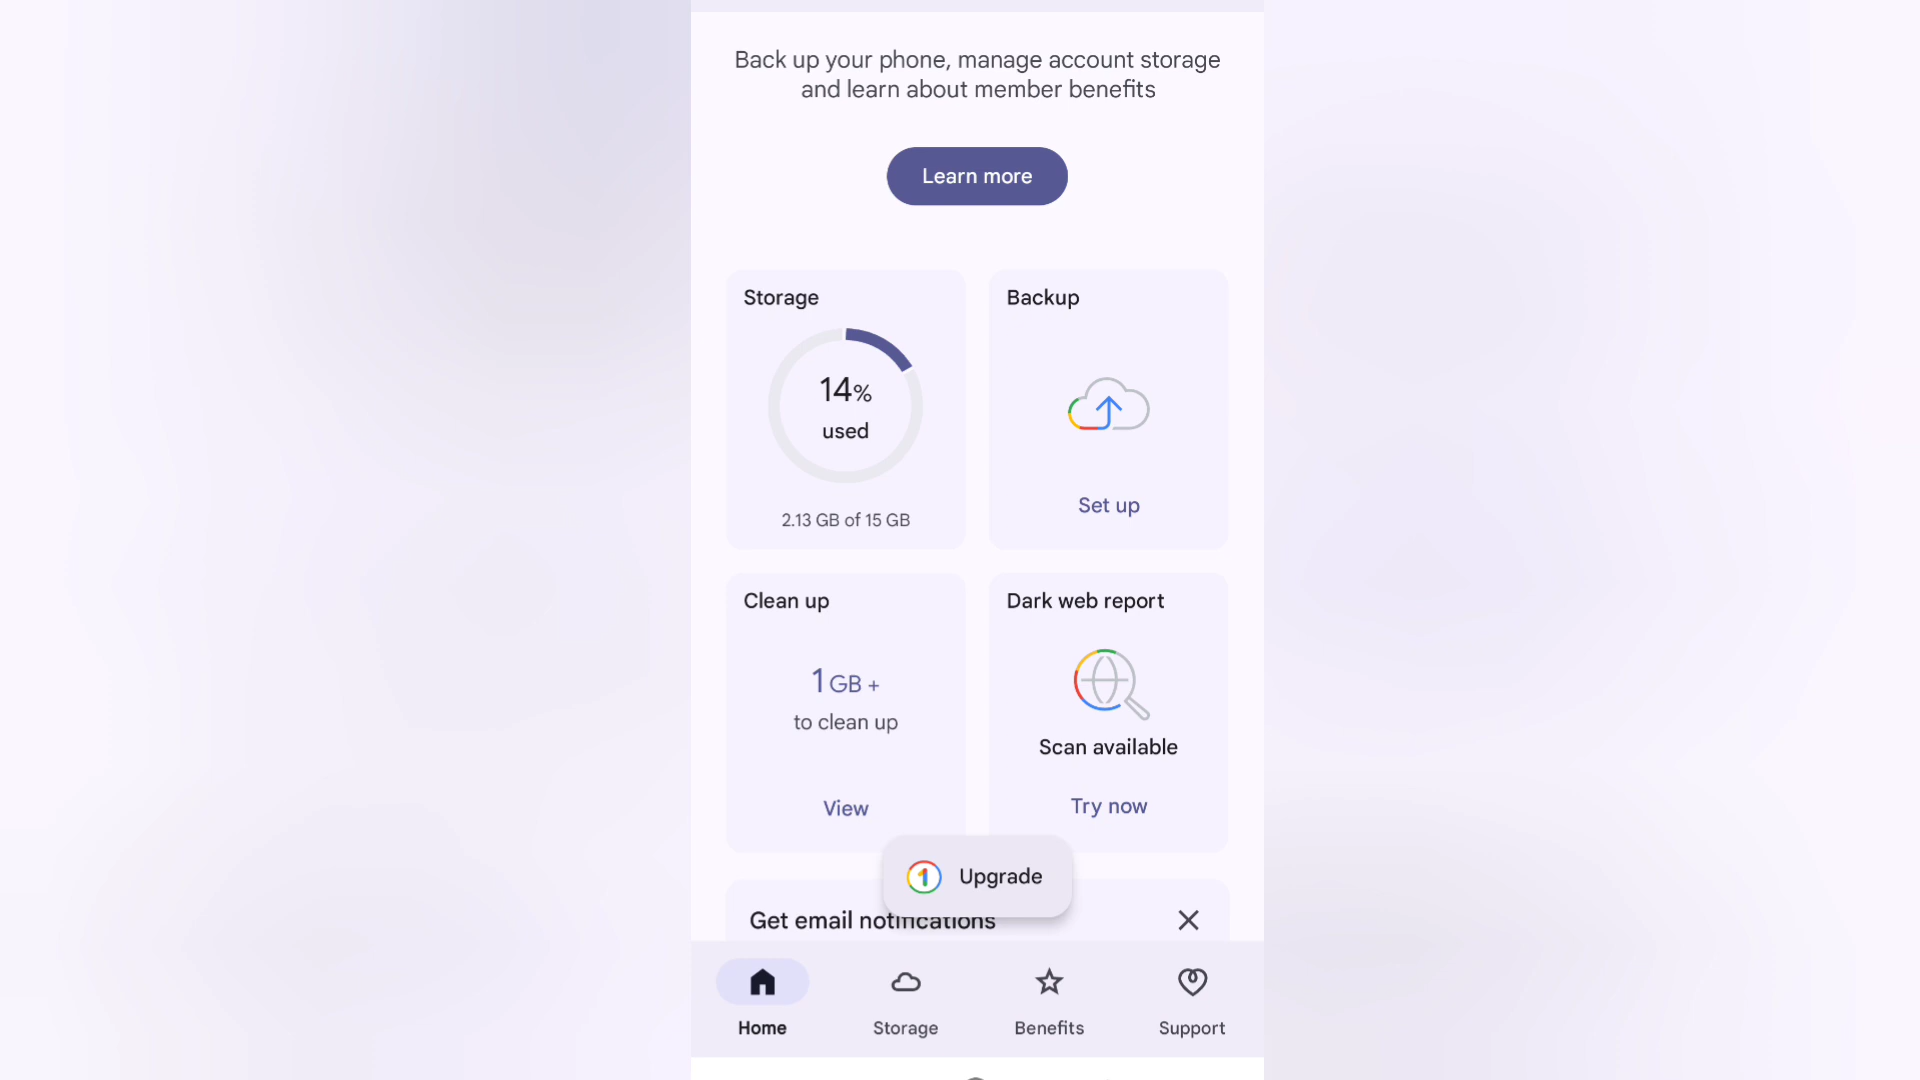 Back up your phone, manage account storage
and learn about member benefits
Learn more
Storage
14%
used
2.13 GB of 15 GB
Backup
Set up
Clean up
1 GB +
to clean up
View
Dark web report
Scan available
Try now
1 Upgrade
Get email notifications
Home
Storage
Benefits
Support